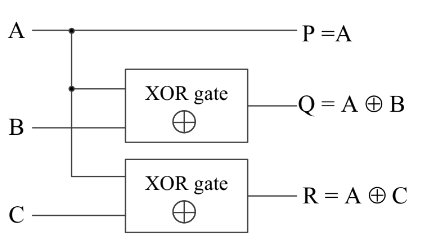 A
P =A
XOR gate
⊕
B
Q = A ⊕ B
XOR gate
⊕
R = A ⊕ C
C